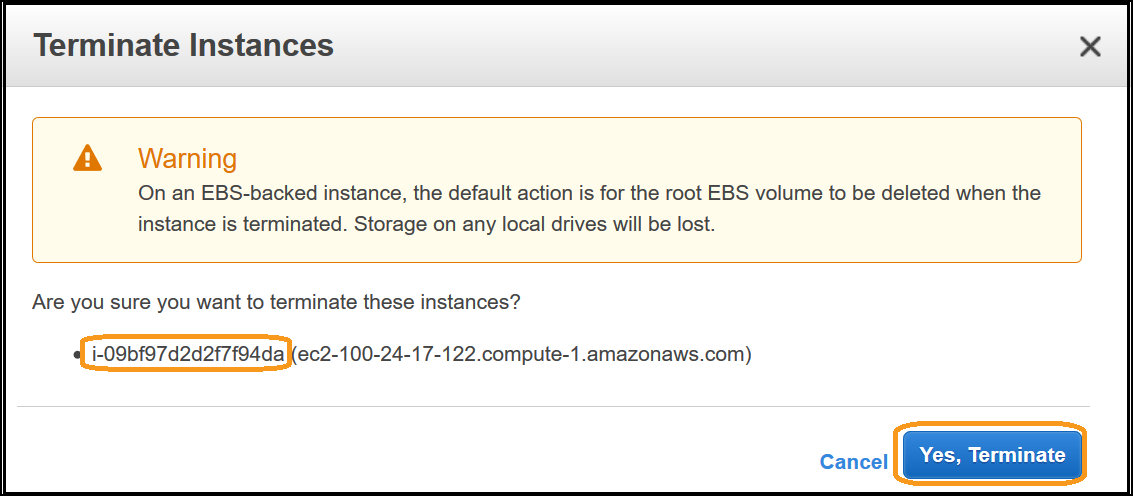 Terminate Instances
Warning
On an EBS-backed instance, the default action is for the root EBS volume to be deleted when the
instance is terminated. Storage on any local drives will be lost.
Are you sure you want to terminate these instances?
• i-09bf97d2d2f7f94da (ec2-100-24-17-122.compute-1.amazonaws.com)
Cancel Yes, Terminate